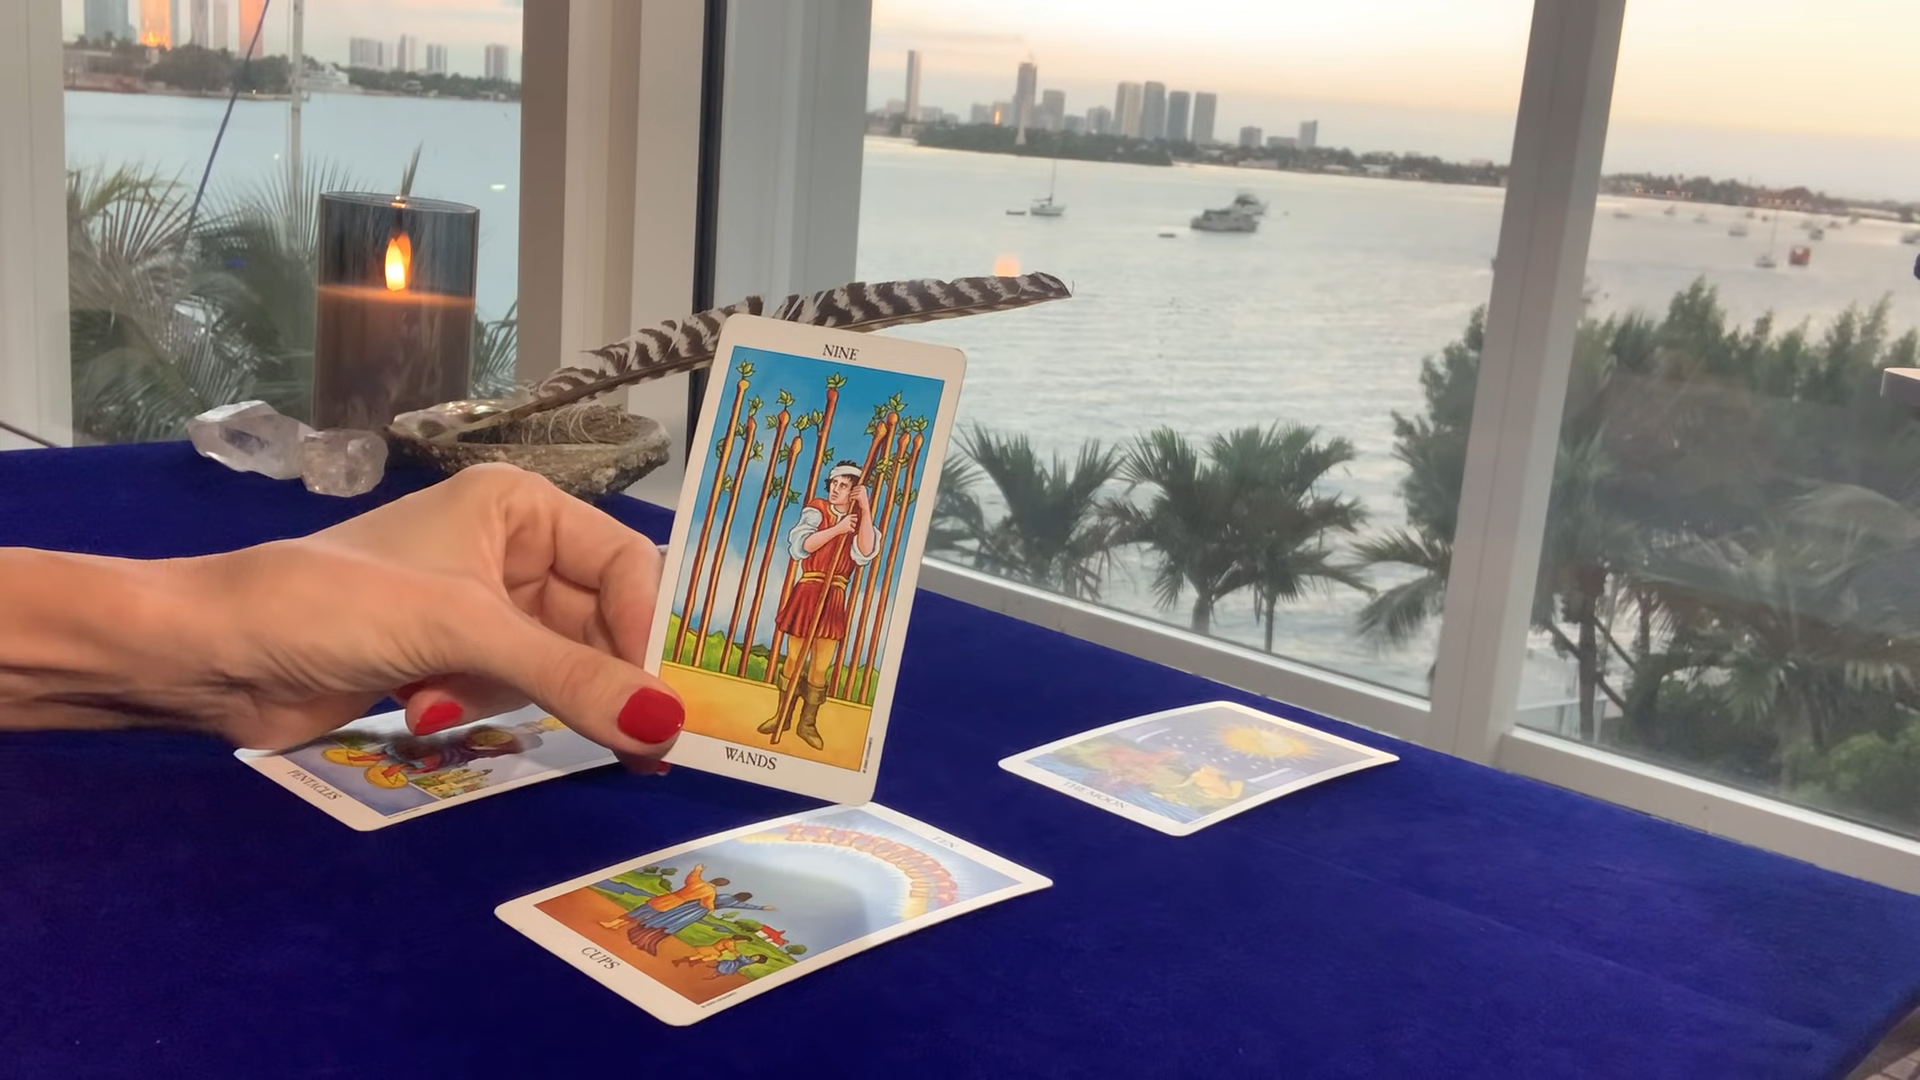 NINE
WANDS
PENTACLES
THE MOON
TEN
CUPS